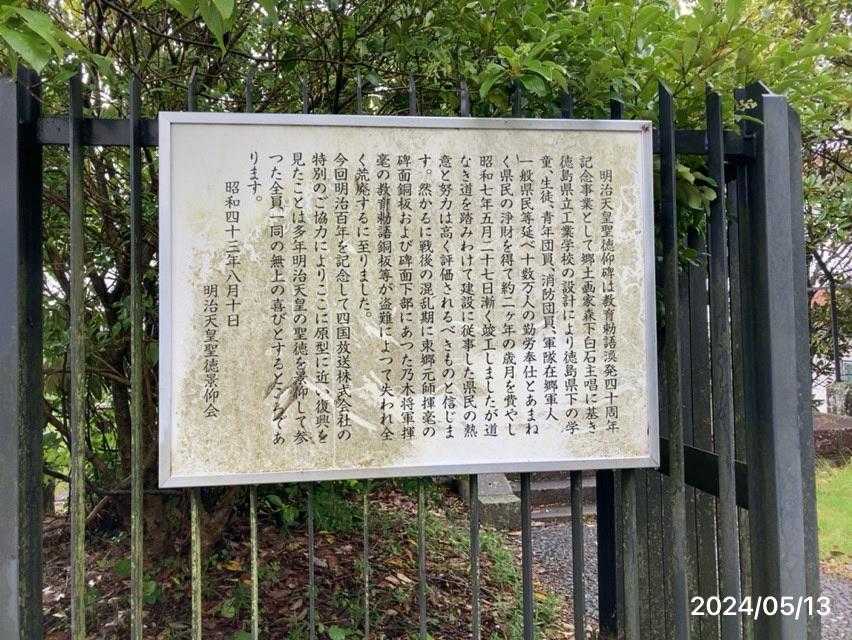 明治天皇聖徳仰碑は教育勅語渙発四十周年
記念事業として郷土画家森下白石主唱に基き
徳島県立工業学校の設計により徳島県下の学
童、生徒、青年団員、消防団員、軍隊在郷軍人
一般県民等延べ十数万人の勤労奉仕とあまね
く県民の浄財を得て約二ヶ年の歳月を費やし
昭和七年五月二十七日漸く竣工しましたが道
なき道を踏みわけて建設に従事した県民の熱
意と努力は高く評価されるべきものと信じま
す。然かるに戦後の混乱期に東郷元師揮毫の
碑面銅板および碑面下部にあつた乃木将軍揮
毫の教育勅語銅板等が盗難によつて失われ全
く荒廃するに至りました。
今回明治百年を記念して四国放送株式会社の
特別のご協力によりここに原型に近い復興を
見たことは多年明治天皇の聖徳を景仰して参
つた全員一同の無上の喜びとするところであ
ります。
昭和四十三年八月十日
明治天皇聖徳景仰会
2024/05/13